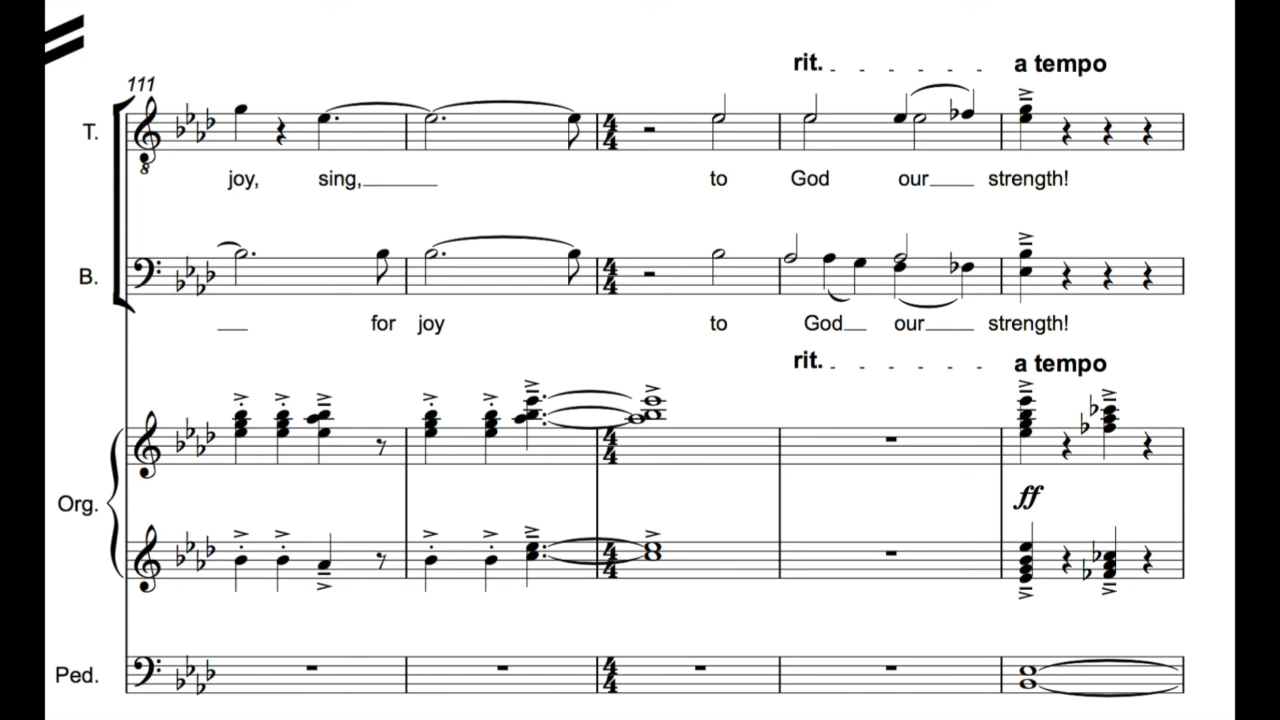 rit. a tempo
111
T.
joy, sing, to God our strength!
B.
for joy to God our strength!
rit. a tempo
Org.
ff
Ped.